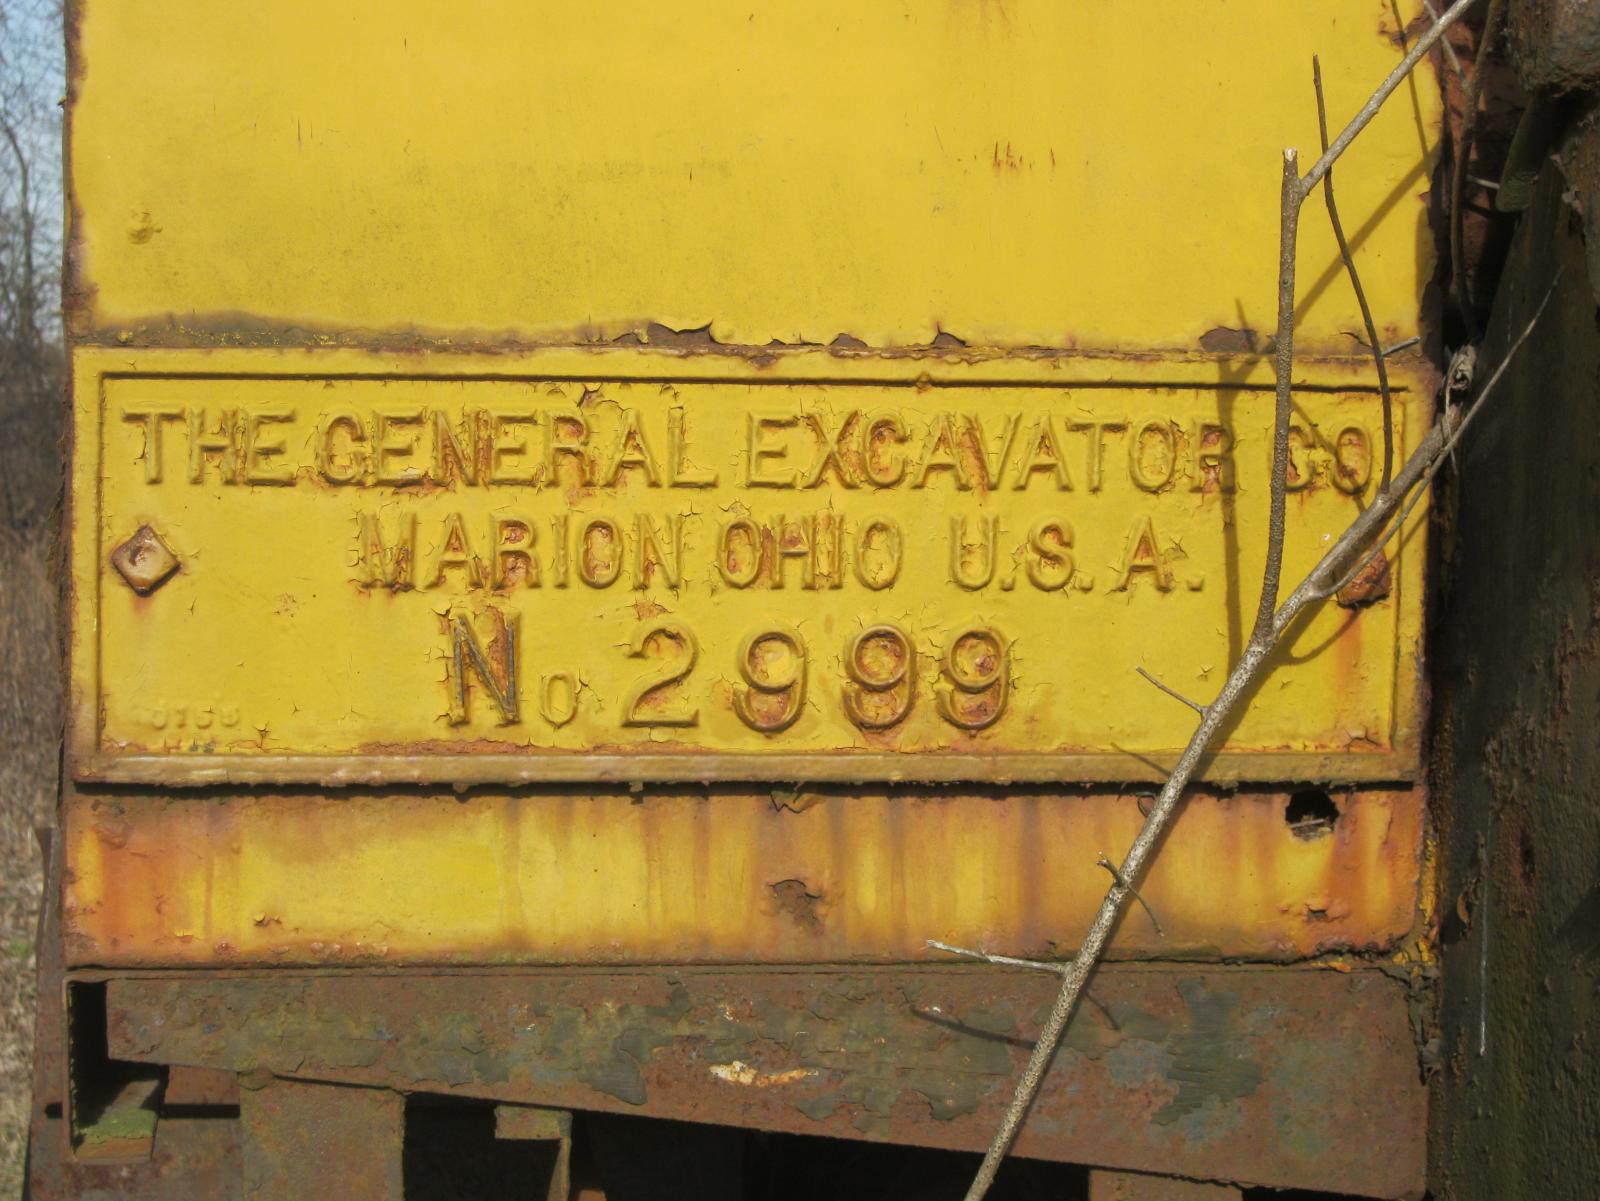 THE GENERAL EXCAVATOR CO
MARION OHIO U.S.A.
No 2999